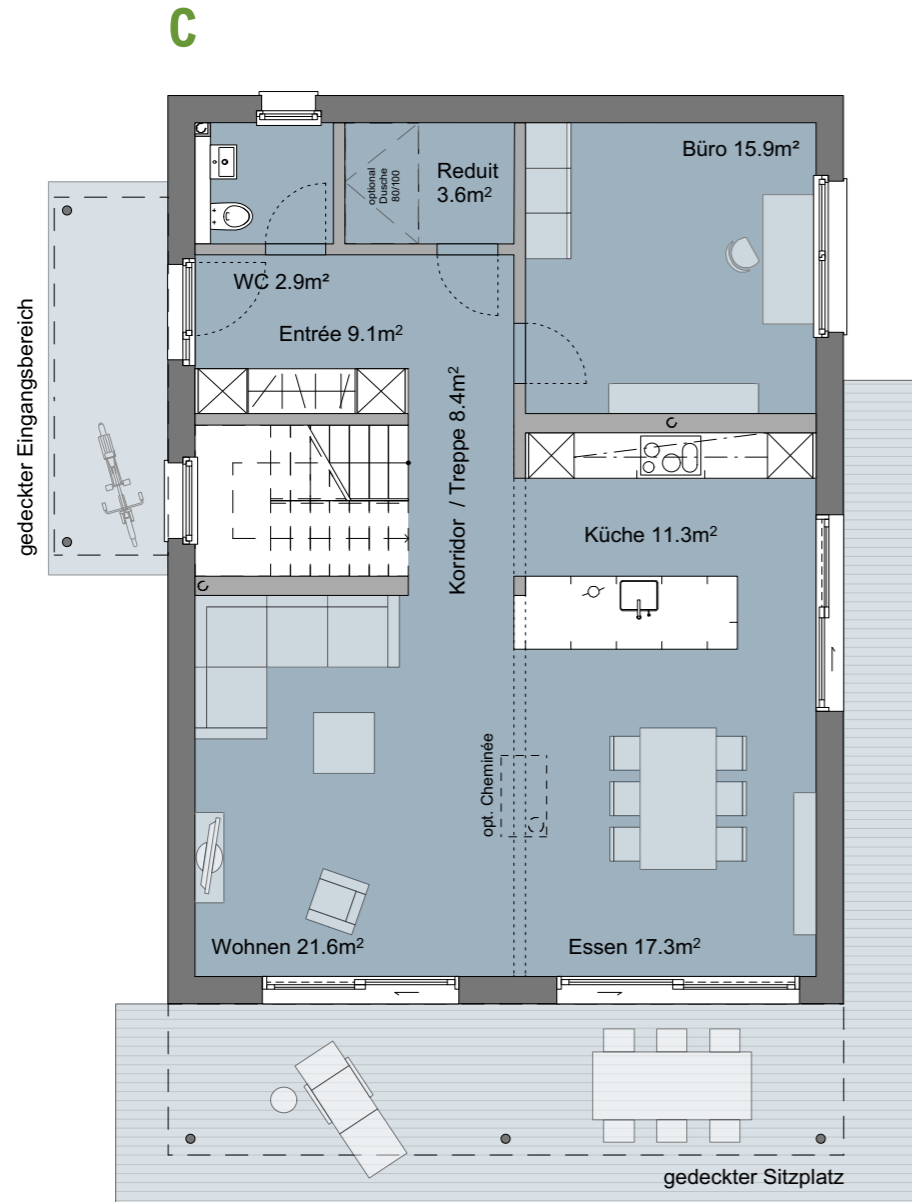 C
Büro 15.9m²
Reduit
3.6m²
optional
Dusche
80/100
WC 2.9m²
Entrée 9.1m²
gedeckter Eingangsbereich
Korridor / Treppe 8.4m²
Küche 11.3m²
opt. Cheminée
Wohnen 21.6m²
Essen 17.3m²
gedeckter Sitzplatz